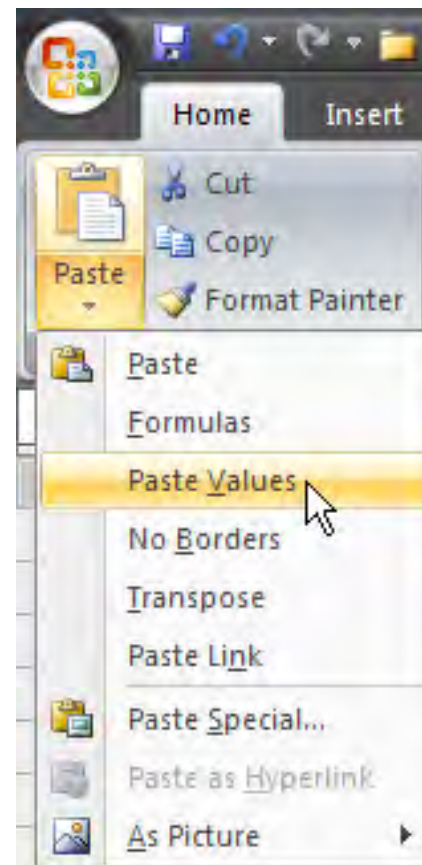 Home Insert
Cut
Copy
Paste
Format Painter
Paste
Formulas
Paste Values
No Borders
Transpose
Paste Link
Paste Special...
Paste as Hyperlink
As Picture